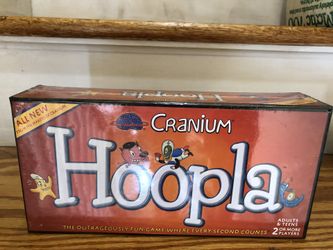 ALL NEW
CRANIUM
Hoopla
THE OUTRAGEOUSLY FUN GAME WHERE EVERY SECOND COUNTS
ADULTS
& TEENS
2 OR MORE
PLAYERS